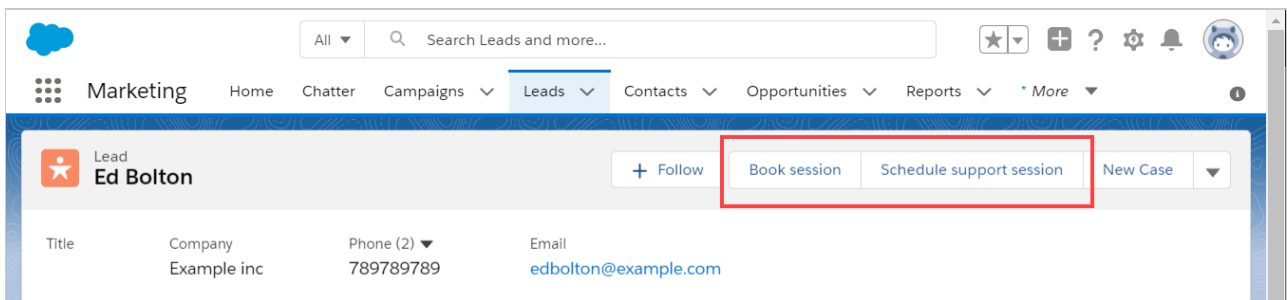 All Search Leads and more...
Marketing Home Chatter Campaigns Leads Contacts Opportunities Reports * More
Lead
Ed Bolton
Follow Book session Schedule support session New Case
Title Company Phone (2) Email
Example inc 789789789 edbolton@example.com